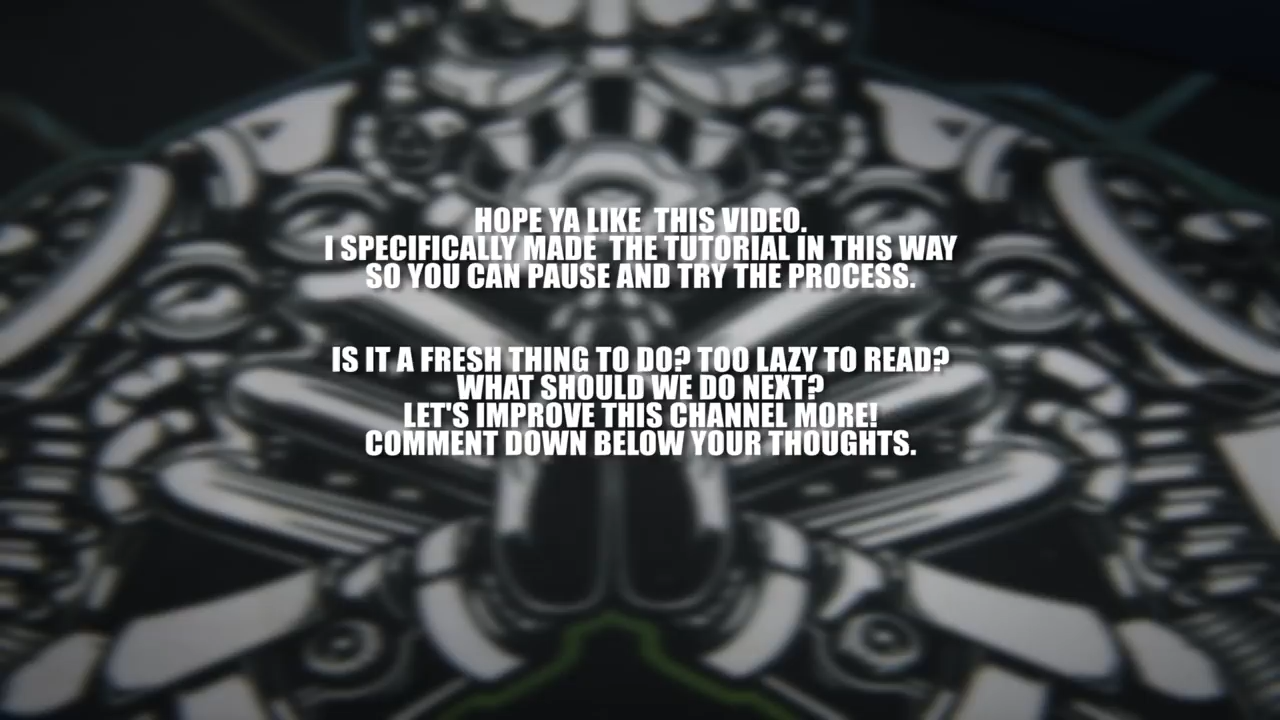 HOPE YA LIKE THIS VIDEO.
I SPECIFICALLY MADE THE TUTORIAL IN THIS WAY
SO YOU CAN PAUSE AND TRY THE PROCESS.
IS IT A FRESH THING TO DO? TOO LAZY TO READ?
WHAT SHOULD WE DO NEXT?
LET'S IMPROVE THIS CHANNEL MORE!
COMMENT DOWN BELOW YOUR THOUGHTS.